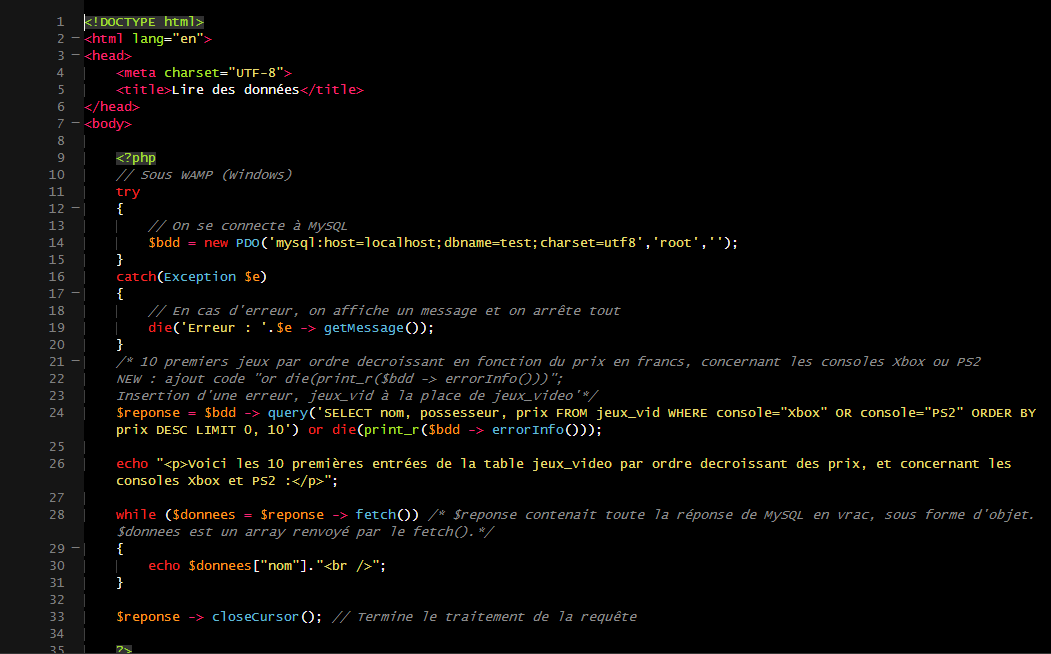 1 <!DOCTYPE html>
2 <html lang="en">
3 <head>
4 <meta charset="UTF-8">
5 <title>Lire des données</title>
6 </head>
7 <body>
8
9 <?php
10 // Sous WAMP (Windows)
11 try
12 {
13 // On se connecte à MySQL
14 $bdd = new PDO('mysql:host=localhost;dbname=test;charset=utf8','root','');
15 }
16 catch(Exception $e)
17 {
18 // En cas d'erreur, on affiche un message et on arrête tout
19 die('Erreur : '.$e -> getMessage());
20 }
21 /* 10 premiers jeux par ordre decroissant en fonction du prix en francs, concernant les consoles Xbox ou PS2
22 NEW : ajout code "or die(print_r($bdd -> errorInfo()))";
23 Insertion d'une erreur, jeux_vid à la place de jeux_video'*/
24 $reponse = $bdd -> query('SELECT nom, possesseur, prix FROM jeux_vid WHERE console="Xbox" OR console="PS2" ORDER BY
prix DESC LIMIT 0, 10') or die(print_r($bdd -> errorInfo()));
25
26 echo "<p>Voici les 10 premières entrées de la table jeux_video par ordre decroissant des prix, et concernant les
consoles Xbox et PS2 :</p>";
27
28 while ($donnees = $reponse -> fetch()) /* $reponse contenait toute la réponse de MySQL en vrac, sous forme d'objet.
$donnees est un array renvoyé par le fetch().*/
29 {
30 echo $donnees["nom"]."<br />";
31 }
32
33 $reponse -> closeCursor(); // Termine le traitement de la requête
34
35 ?>